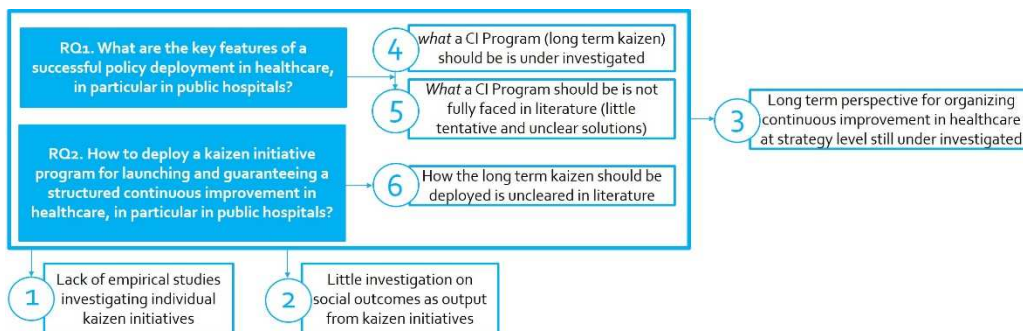 RQ1. What are the key features of a
successful policy deployment in healthcare,
in particular in public hospitals?
4
what a CI Program (long term kaizen)
should be is under investigated
5
What a CI Program should be is not
fully faced in literature (little
tentative and unclear solutions)
3
Long term perspective for organizing
continuous improvement in healthcare
at strategy level still under investigated
RQ2. How to deploy a kaizen initiative
program for launching and guaranteeing a
structured continuous improvement in
healthcare, in particular in public hospitals?
6
How the long term kaizen should be
deployed is uncleared in literature
1
Lack of empirical studies
investigating individual
kaizen initiatives
2
Little investigation on
social outcomes as output
from kaizen initiatives